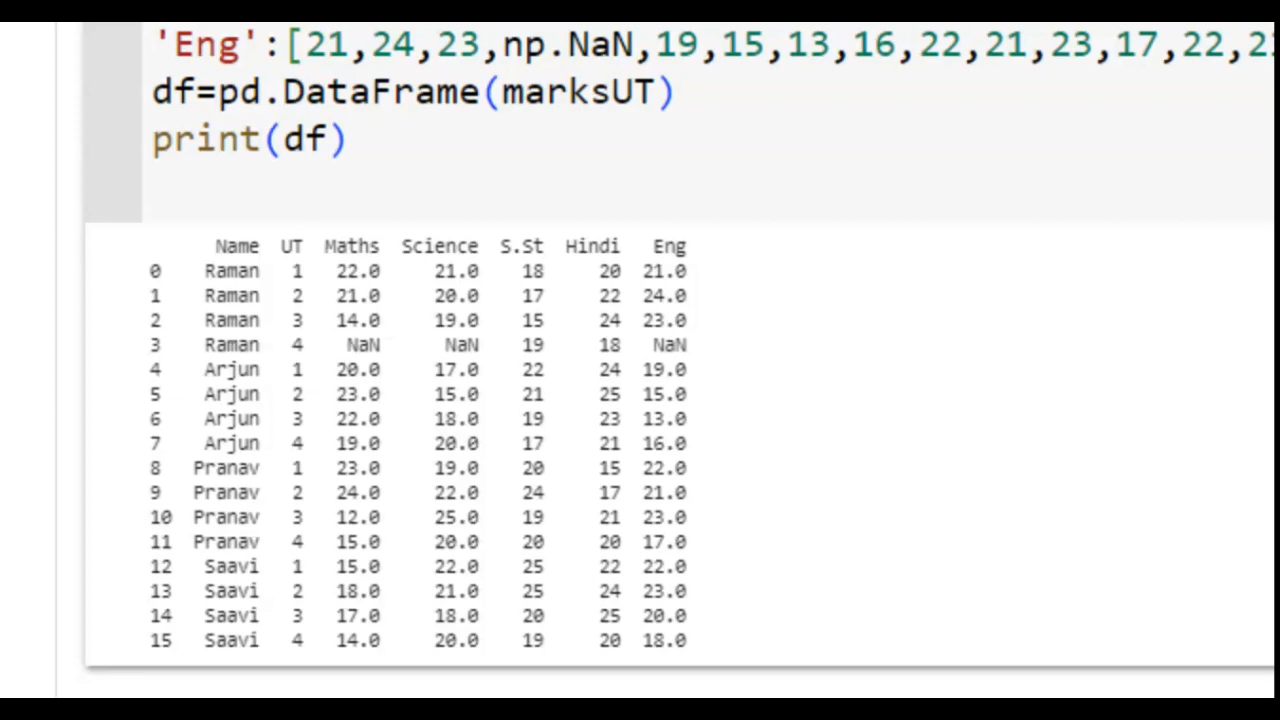 'Eng':[21,24,23,np.NaN,19,15,13,16,22,21,23,17,22,2
df=pd.DataFrame(marksUT)
print(df)
Name UT Maths Science S.St Hindi Eng
0 Raman 1 22.0 21.0 18 20 21.0
1 Raman 2 21.0 20.0 17 22 24.0
2 Raman 3 14.0 19.0 15 24 23.0
3 Raman 4 NaN NaN 19 18 NaN
4 Arjun 1 20.0 17.0 22 24 19.0
5 Arjun 2 23.0 15.0 21 25 15.0
6 Arjun 3 22.0 18.0 19 23 13.0
7 Arjun 4 19.0 20.0 17 21 16.0
8 Pranav 1 23.0 19.0 20 15 22.0
9 Pranav 2 24.0 22.0 24 17 21.0
10 Pranav 3 12.0 25.0 19 21 23.0
11 Pranav 4 15.0 20.0 20 20 17.0
12 Saavi 1 15.0 22.0 25 22 22.0
13 Saavi 2 18.0 21.0 25 24 23.0
14 Saavi 3 17.0 18.0 20 25 20.0
15 Saavi 4 14.0 20.0 19 20 18.0